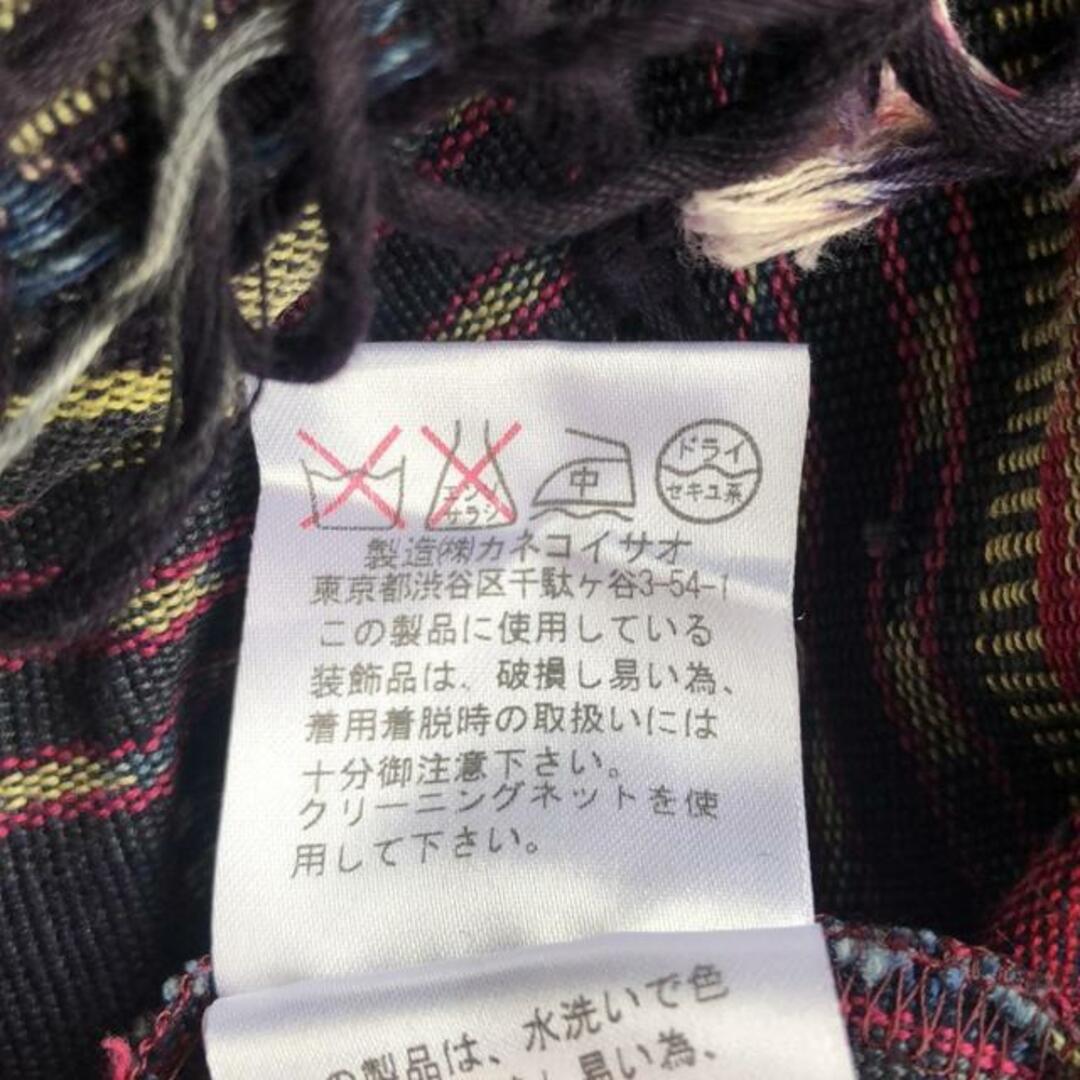 エンソ
サラシ
中
ドライ
セキユ系
製造㈱カネコイサオ
東京都渋谷区千駄ヶ谷3-54-1
この製品に使用している
装飾品は、破損し易い為、
着用着脱時の取扱いには
十分御注意下さい。
クリーニングネットを使
用して下さい。
の製品は、水洗いで色
し易い為、